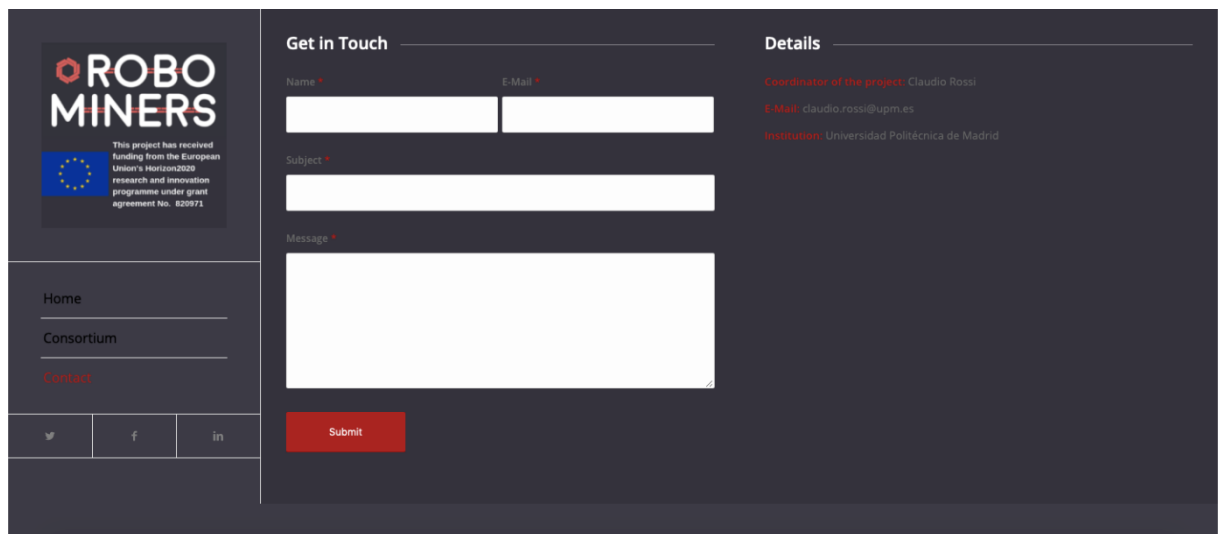 ROBO
MINERS
This project has received
funding from the European
Union's Horizon2020
research and innovation
programme under grant
agreement No. 820971
Home
Consortium
Contact
Get in Touch
Name *
E-Mail *
Subject *
Message *
Submit
Details
Coordinator of the project: Claudio Rossi
E-Mail: claudio.rossi@upm.es
Institution: Universidad Politécnica de Madrid